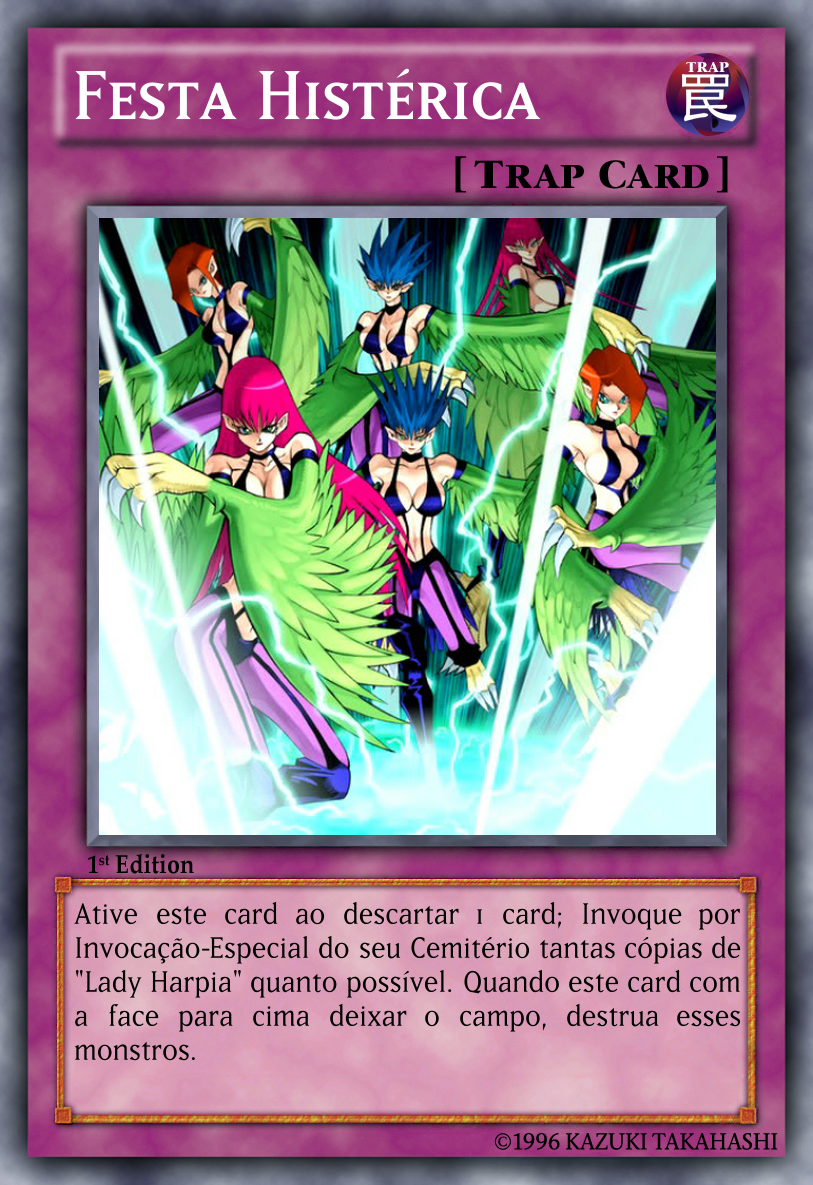 FESTA HISTÉRICA
TRAP
罠
[TRAP CARD]
1st Edition
Ative este card ao descartar 1 card; Invoque por
Invocação-Especial do seu Cemitério tantas cópias de
"Lady Harpia" quanto possível. Quando este card com
a face para cima deixar o campo, destrua esses
monstros.
©1996 KAZUKI TAKAHASHI